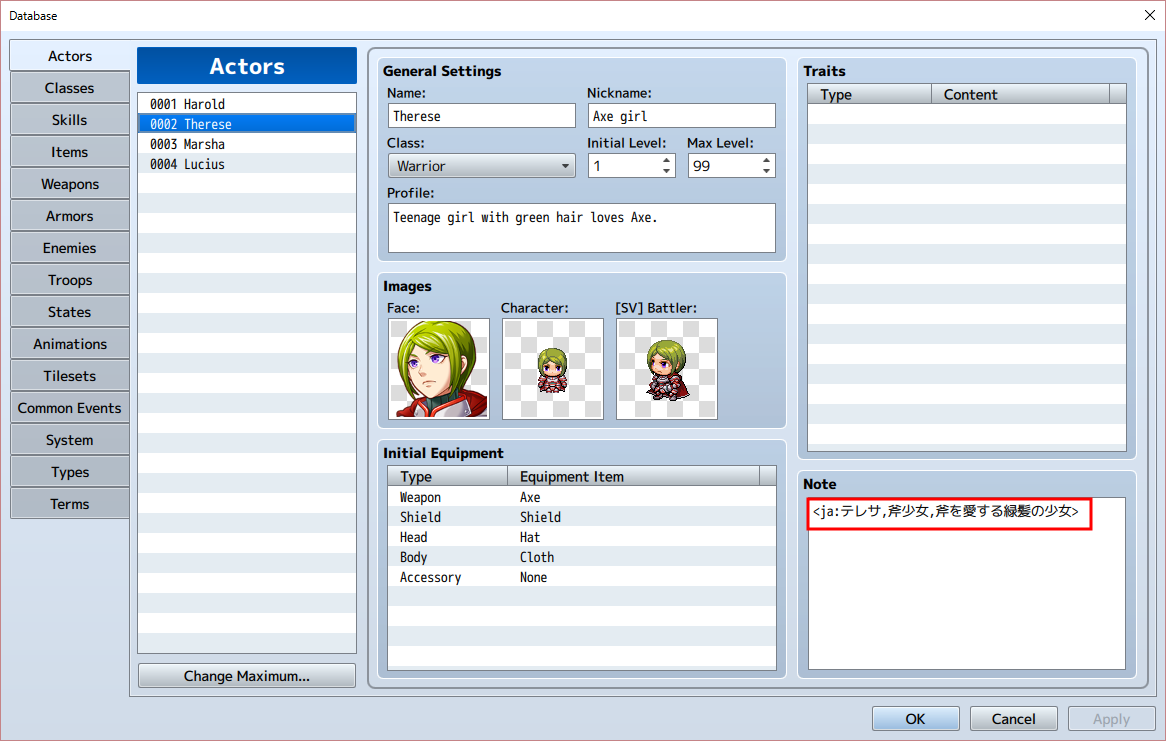 Database
Actors
Classes
Skills
Items
Weapons
Armors
Enemies
Troops
States
Animations
Tilesets
Common Events
System
Types
Terms
Actors
0001 Harold
0002 Therese
0003 Marsha
0004 Lucius
Change Maximum...
General Settings
Name:
Nickname:
Therese
Axe girl
Class:
Initial Level:
Max Level:
Warrior
1
99
Profile:
Teenage girl with green hair loves Axe.
Images
Face:
Character:
[SV] Battler:
Initial Equipment
Type
Equipment Item
Weapon
Axe
Shield
Shield
Head
Hat
Body
Cloth
Accessory
None
Traits
Type
Content
Note
<ja:テレサ,斧少女,斧を愛する緑髪の少女>
OK
Cancel
Apply